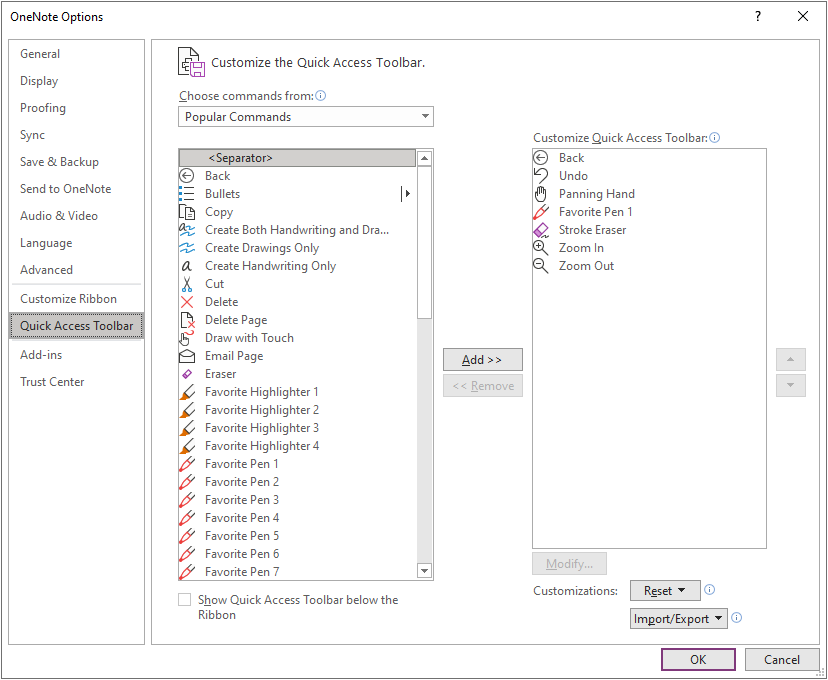 OneNote Options
?
General
Display
Proofing
Sync
Save & Backup
Send to OneNote
Audio & Video
Language
Advanced
Customize Ribbon
Quick Access Toolbar
Add-ins
Trust Center
Customize the Quick Access Toolbar.
Choose commands from:
Popular Commands
<Separator>
Back
Bullets
Copy
Create Both Handwriting and Dra...
Create Drawings Only
Create Handwriting Only
Cut
Delete
Delete Page
Draw with Touch
Email Page
Eraser
Favorite Highlighter 1
Favorite Highlighter 2
Favorite Highlighter 3
Favorite Highlighter 4
Favorite Pen 1
Favorite Pen 2
Favorite Pen 3
Favorite Pen 4
Favorite Pen 5
Favorite Pen 6
Favorite Pen 7
Show Quick Access Toolbar below the
Ribbon
Add >>
<< Remove
Customize Quick Access Toolbar:
Back
Undo
Panning Hand
Favorite Pen 1
Stroke Eraser
Zoom In
Zoom Out
Modify...
Customizations:
Reset
Import/Export
OK
Cancel